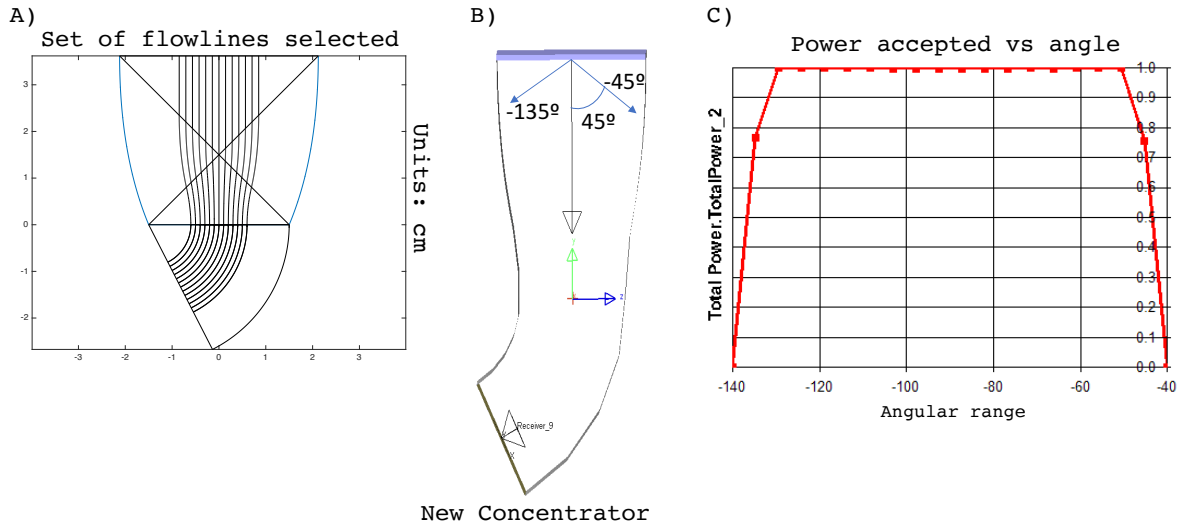 A)
Set of flowlines selected
3
2
1
0
-1
-2
-3
-2
-1
0
1
2
3
Units: cm
B)
-45º
-135º
45º
Y
z
Receiver_9
X
New Concentrator
C)
Power accepted vs angle
Total Power.TotalPower_2
1.0
0.9
0.8
0.7
0.6
0.5
0.4
0.3
0.2
0.1
0.0
-140
-120
-100
-80
-60
-40
Angular range